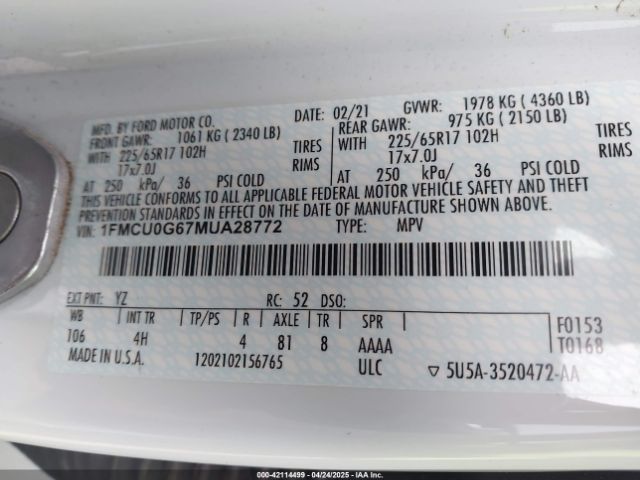 MFD. BY FORD MOTOR CO. DATE: 02/21 GVWR: 1978 KG ( 4360 LB)
FRONT GAWR: 1061 KG ( 2340 LB) REAR GAWR: 975 KG ( 2150 LB)
WITH 225/65R17 102H TIRES WITH 225/65R17 102H TIRES
17x7.0J RIMS 17x7.0J RIMS
AT 250 kPa/ 36 PSI COLD AT 250 kPa/ 36 PSI COLD
THIS VEHICLE CONFORMS TO ALL APPLICABLE FEDERAL MOTOR VEHICLE SAFETY AND THEFT
PREVENTION STANDARDS IN EFFECT ON THE DATE OF MANUFACTURE SHOWN ABOVE.
VIN: 1FMCU0G67MUA28772 TYPE: MPV
EXT PNT: YZ RC: 52 DSO:
WB INT TR TP/PS R AXLE TR SPR F0153
106 4H 4 81 8 AAAA T0168
MADE IN U.S.A. 1202102156765 ULC ▽ 5U5A-3520472-AA
© IAA: 42114499 - 04/24/2025 - IAA Inc.